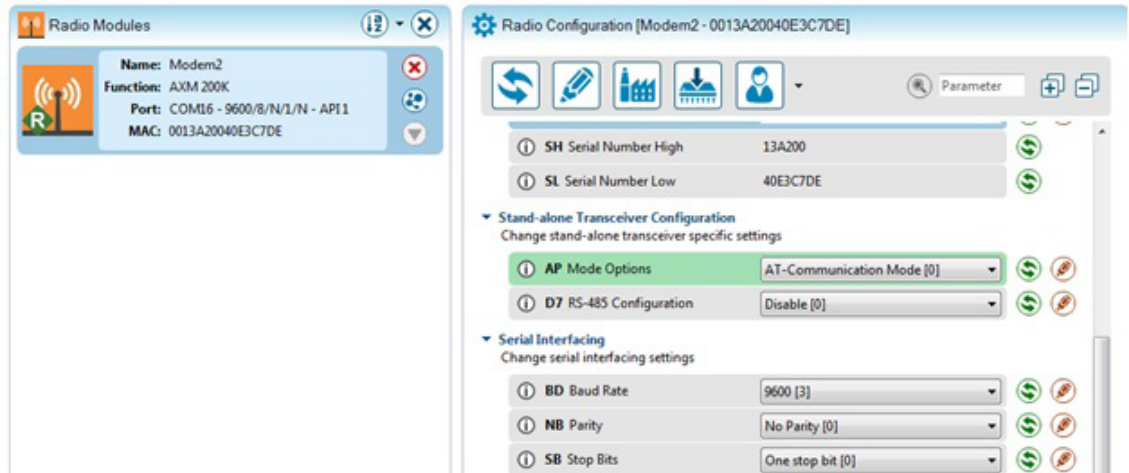 Radio Modules
Name: Modem2
Function: AXM 200K
Port: COM16 - 9600/8/N/1/N - API 1
MAC: 0013A20040E3C7DE
R
Radio Configuration [Modem2 - 0013A20040E3C7DE]
Parameter
SH Serial Number High 13A200
SL Serial Number Low 40E3C7DE
Stand-alone Transceiver Configuration
Change stand-alone transceiver specific settings
AP Mode Options AT-Communication Mode [0]
D7 RS-485 Configuration Disable [0]
Serial Interfacing
Change serial interfacing settings
BD Baud Rate 9600 [3]
NB Parity No Parity [0]
SB Stop Bits One stop bit [0]